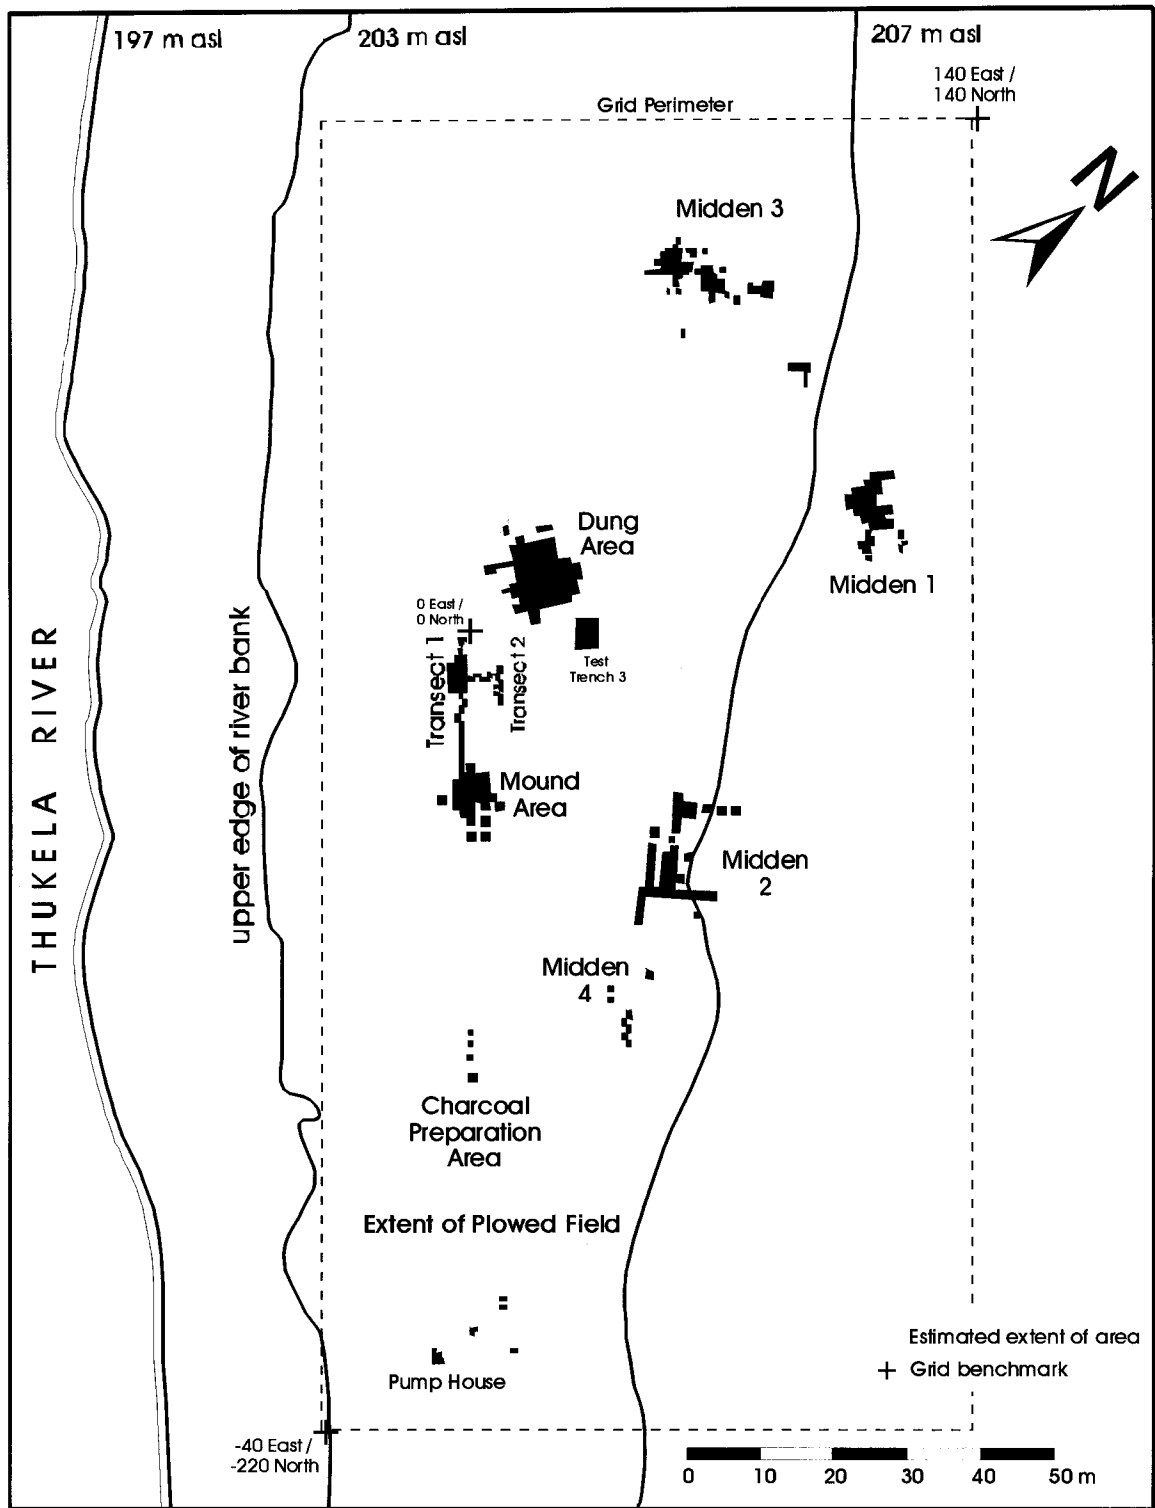 197 m asl
203 m asl
207 m asl
140 East /
140 North
Grid Perimeter
N
Midden 3
Dung
Area
Midden 1
0 East /
0 North
Test
Trench 3
Transect 1
Transect 2
THUKELA RIVER
upper edge of river bank
Mound
Area
Midden
2
Midden
4
Charcoal
Preparation
Area
Extent of Plowed Field
Pump House
Estimated extent of area
Grid benchmark
-40 East /
-220 North
0 10 20 30 40 50 m